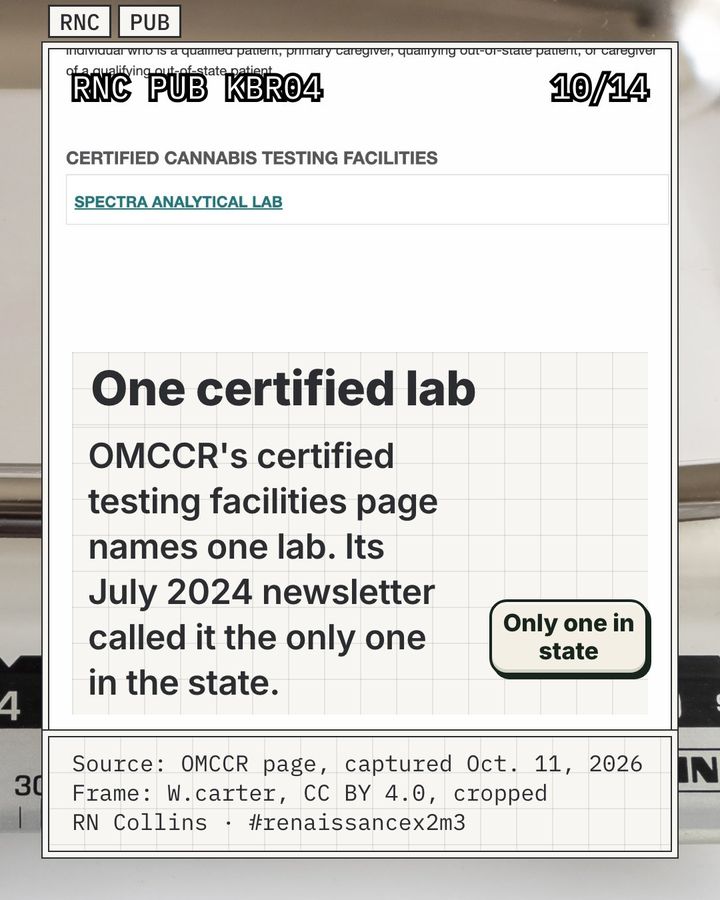 RNC PUB
individual who is a qualified patient, primary caregiver, qualifying out-of-state patient, or caregiver
of a qualifying out-of-state patient
RNC PUB KBR04 10/14
CERTIFIED CANNABIS TESTING FACILITIES
SPECTRA ANALYTICAL LAB
One certified lab
OMCCR's certified
testing facilities page
names one lab. Its
July 2024 newsletter
called it the only one
in the state.
Only one in
state
4
30
IN
Source: OMCCR page, captured Oct. 11, 2026
Frame: W.carter, CC BY 4.0, cropped
RN Collins · #renaissancex2m3